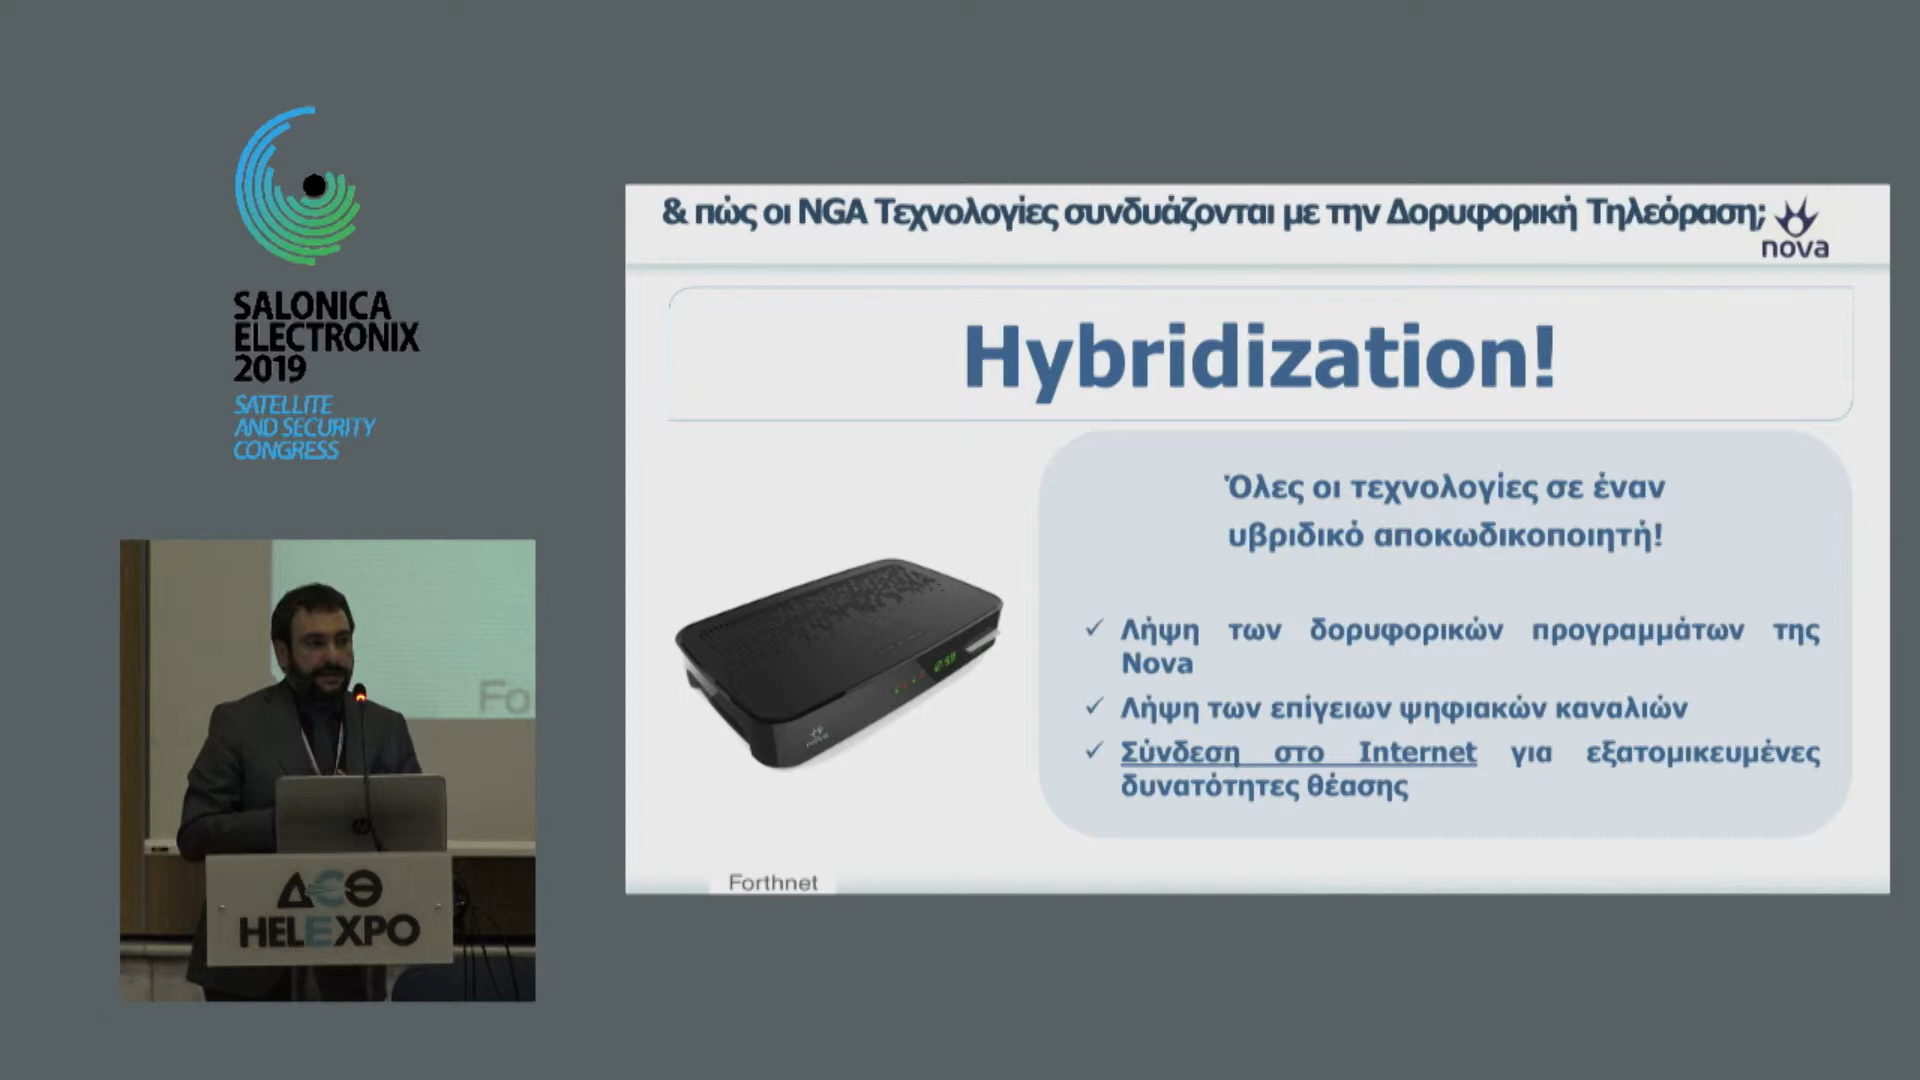 SALONICA
ELECTRONIX
2019
SATELLITE
AND SECURITY
CONGRESS
& πώς οι NGA Τεχνολογίες συνδυάζονται με την Δορυφορική Τηλεόραση;
nova
Hybridization!
Όλες οι τεχνολογίες σε έναν
υβριδικό αποκωδικοποιητή!
✓ Λήψη των δορυφορικών προγραμμάτων της
Nova
✓ Λήψη των επίγειων ψηφιακών καναλιών
✓ Σύνδεση στο Internet για εξατομικευμένες
δυνατότητες θέασης
nova
Forthnet
Fo
ΔΕΘ
HELEXPO